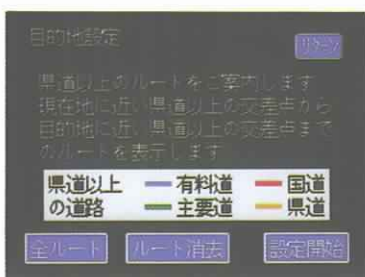 目的地設定
リターン
県道以上のルートをご案内します
現在地に近い県道以上の交差点から
目的地に近い県道以上の交差点まで
のルートを表示します
県道以上 有料道 国道
の道路 主要道 県道
全ルート ルート消去 設定開始